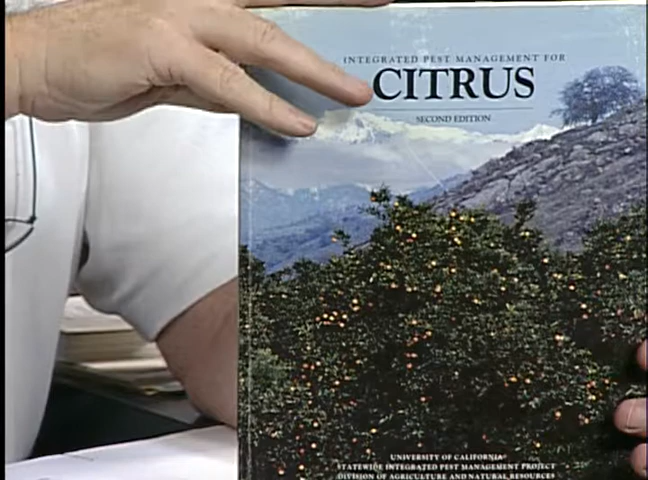 INTEGRATED PEST MANAGEMENT FOR
CITRUS
SECOND EDITION
UNIVERSITY OF CALIFORNIA
STATEWIDE INTEGRATED PEST MANAGEMENT PROJECT
DIVISION OF AGRICULTURE AND NATURAL RESOURCES